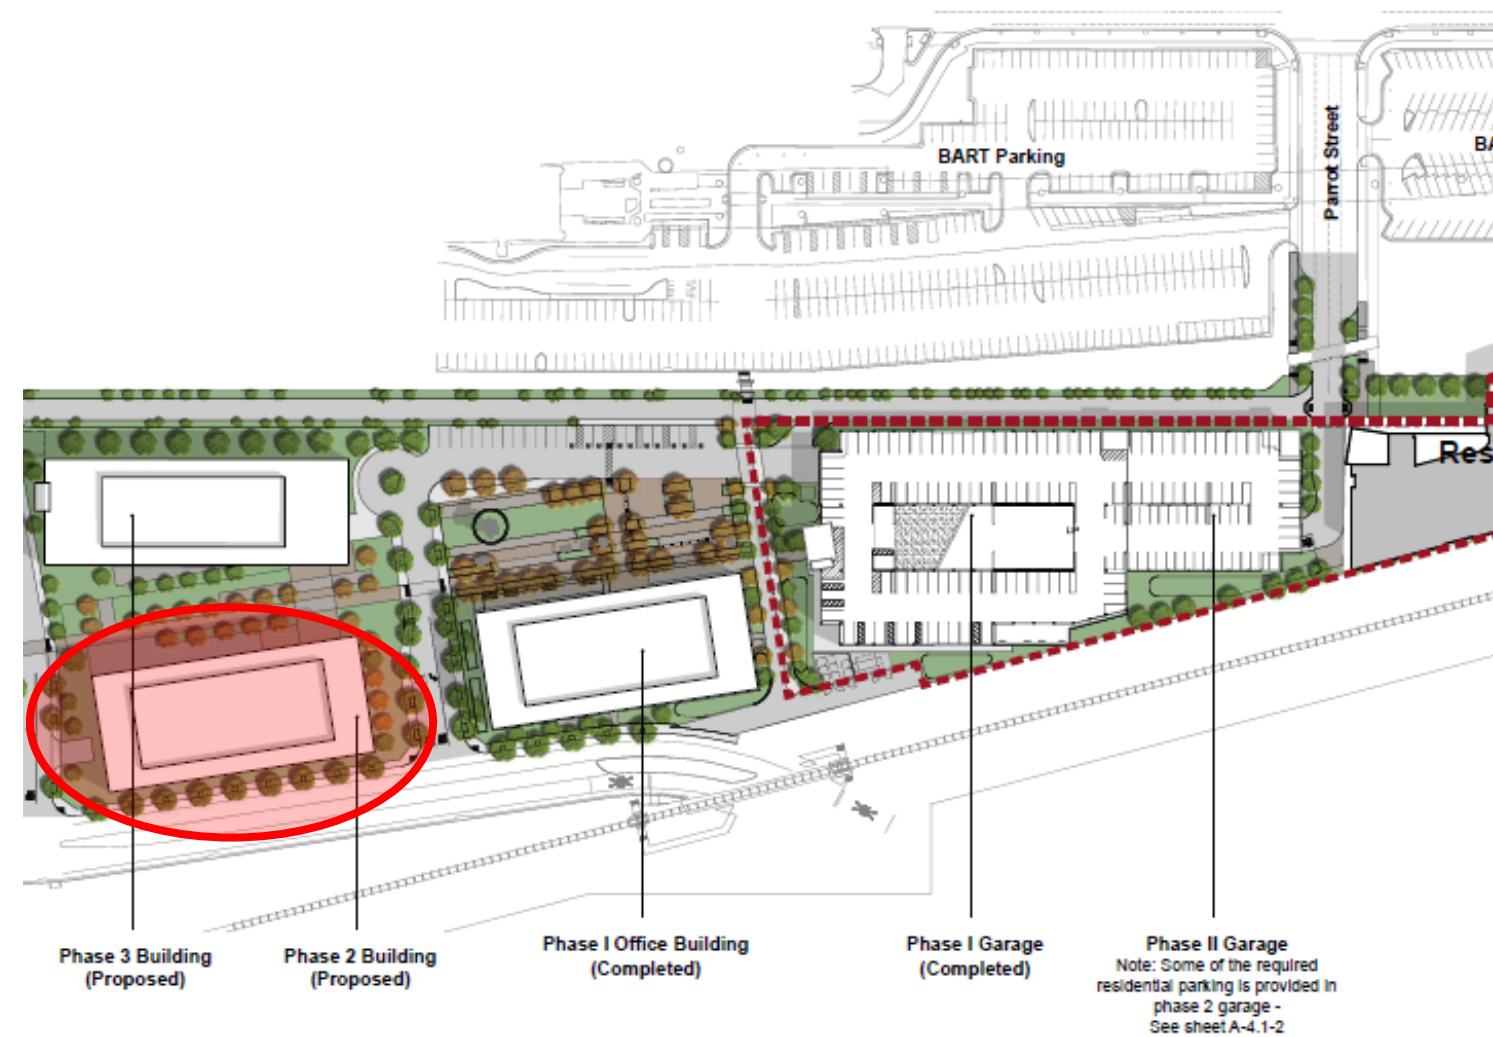 BART Parking
Parrot Street
BA
Res
Phase 3 Building
(Proposed)
Phase 2 Building
(Proposed)
Phase I Office Building
(Completed)
Phase I Garage
(Completed)
Phase II Garage
Note: Some of the required
residential parking is provided in
phase 2 garage -
See sheet A-4.1-2